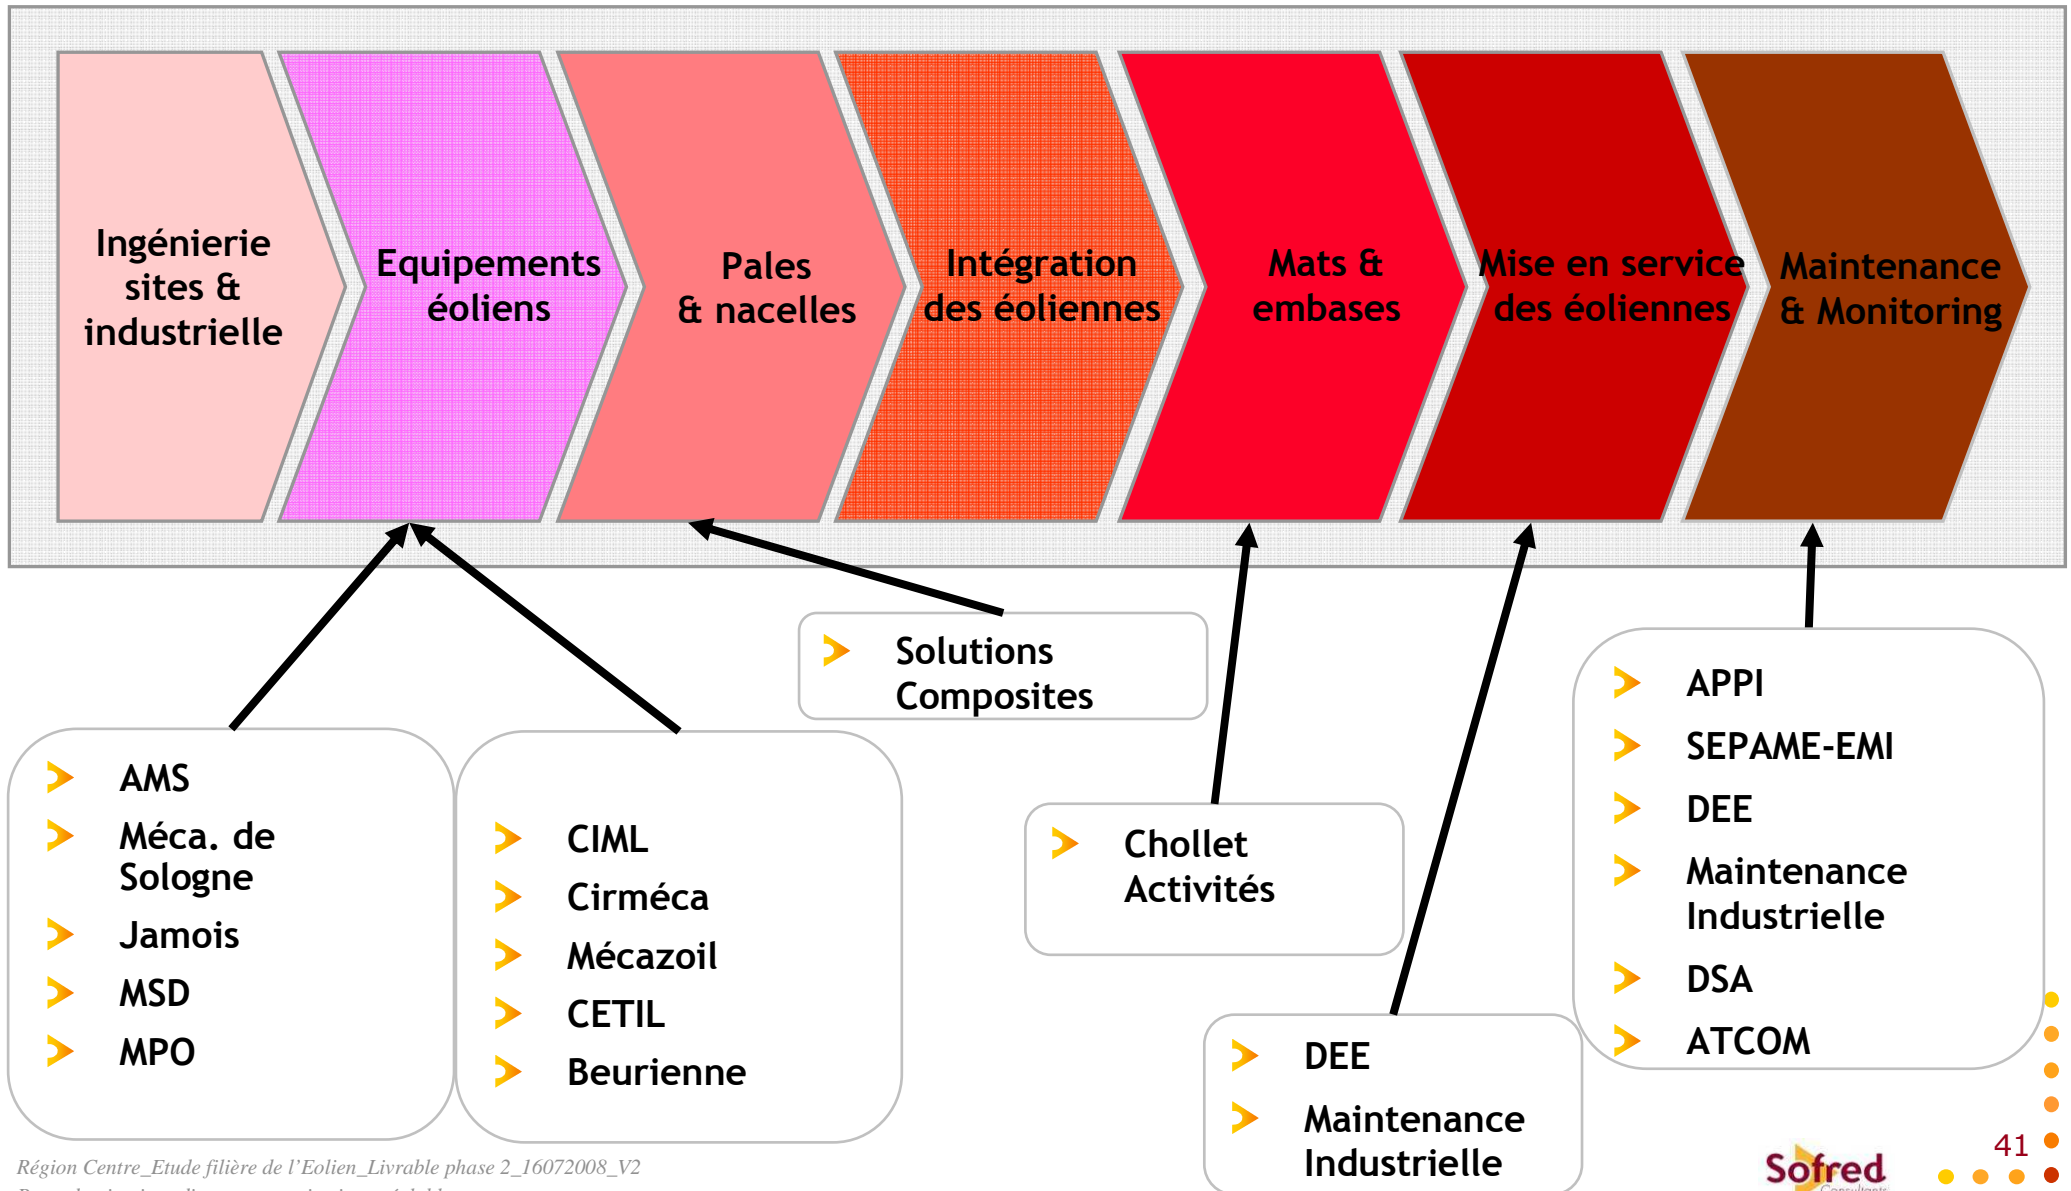 Ingénierie
sites &
industrielle
Equipements
éoliens
Pales
& nacelles
Intégration
des éoliennes
Mats &
embases
Mise en service
des éoliennes
Maintenance
& Monitoring
Solutions
Composites
AMS
Méca. de
Sologne
Jamois
MSD
MPO
CIML
Cirméca
Mécazoil
CETIL
Beurienne
Chollet
Activités
DEE
Maintenance
Industrielle
APPI
SEPAME-EMI
DEE
Maintenance
Industrielle
DSA
ATCOM
Région Centre_Etude filière de l'Eolien_Livrable phase 2_16072008_V2
Sofred
Consultants
41